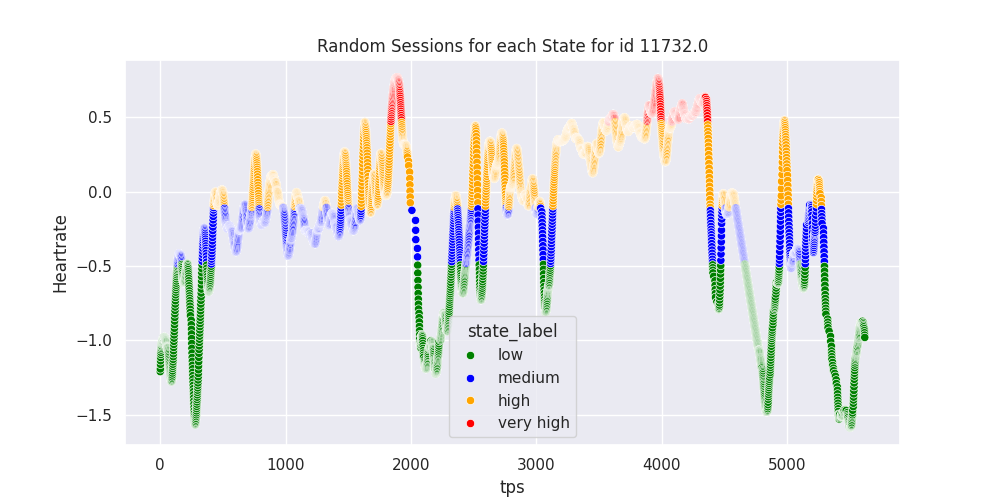 Random Sessions for each State for id 11732.0
Heartrate
0.5
0.0
−0.5
−1.0
−1.5
state_label
low
medium
high
very high
0 1000 2000 3000 4000 5000
tps